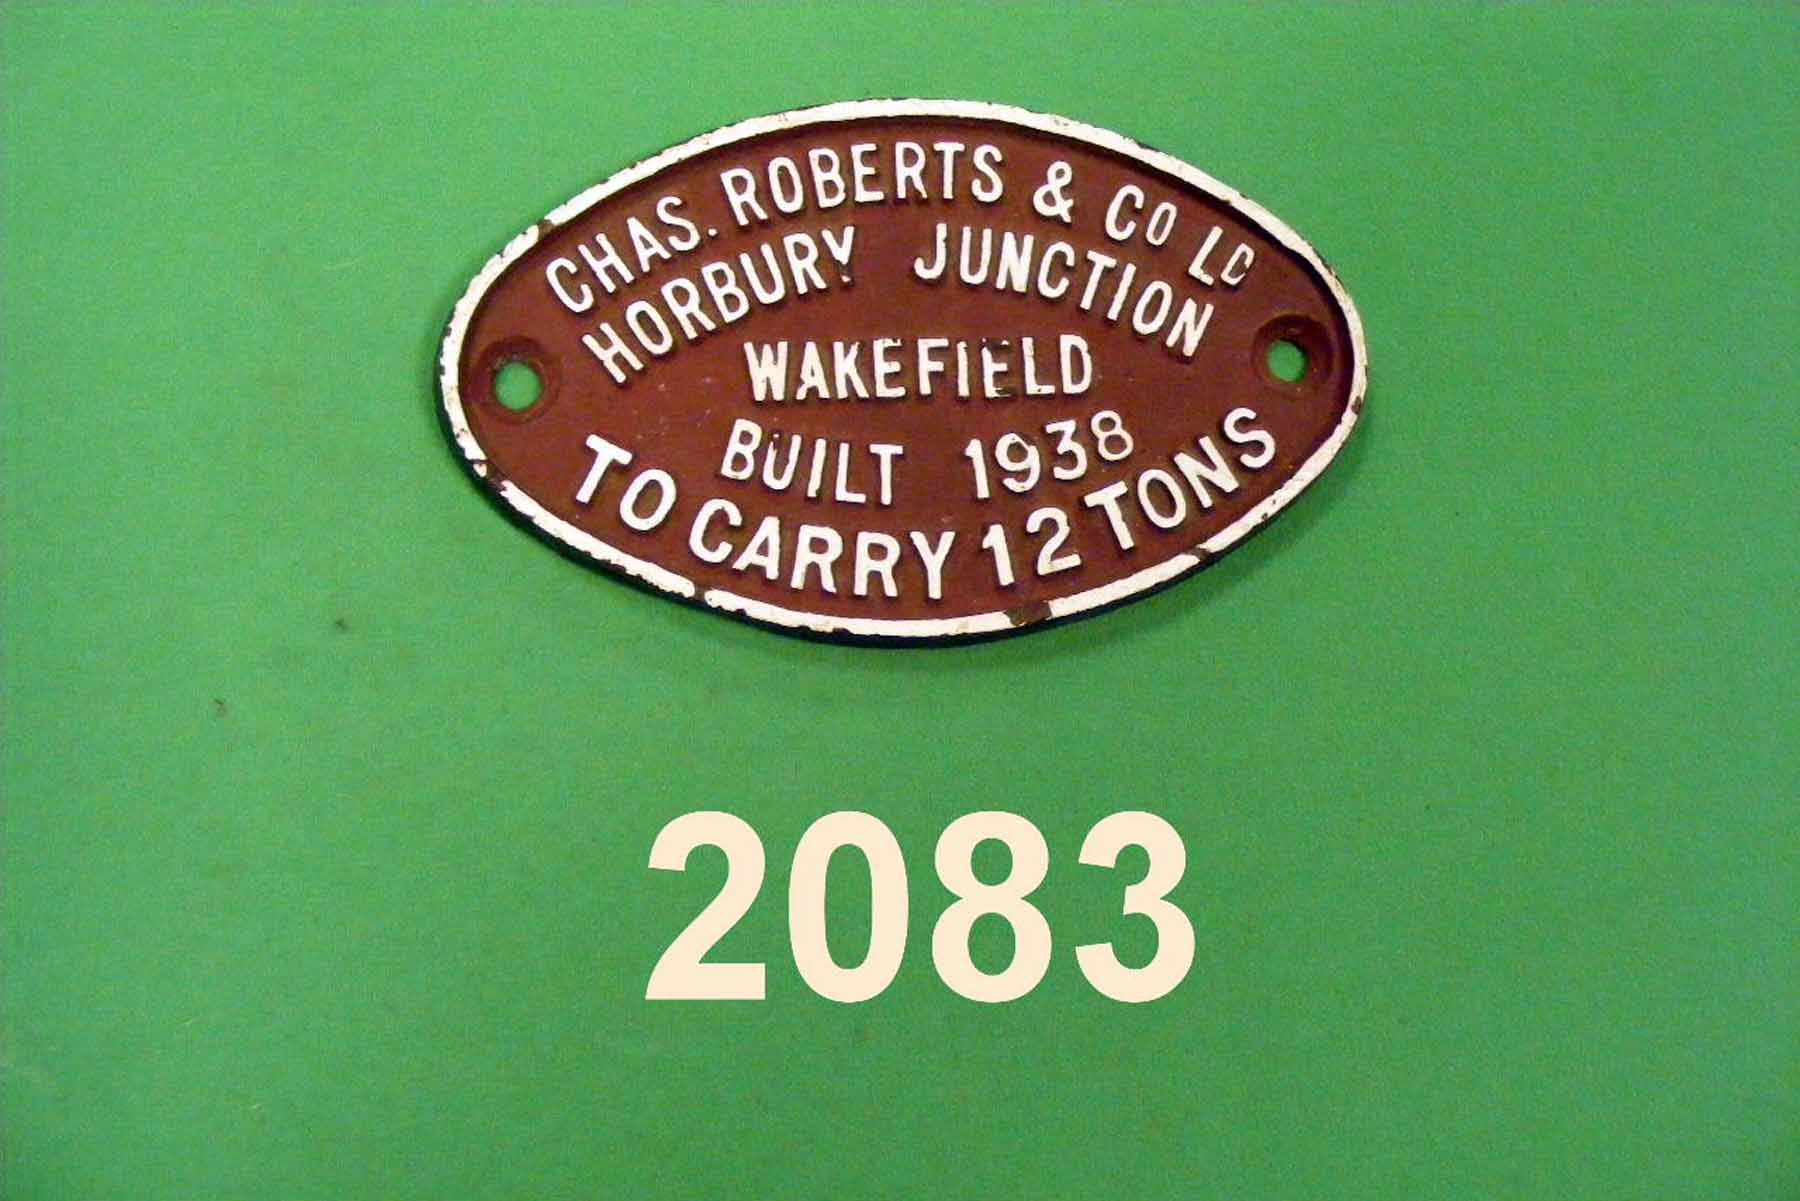 CHAS. ROBERTS & CO LD
HORBURY JUNCTION
WAKEFIELD
BUILT 1938
TO CARRY 12 TONS
2083